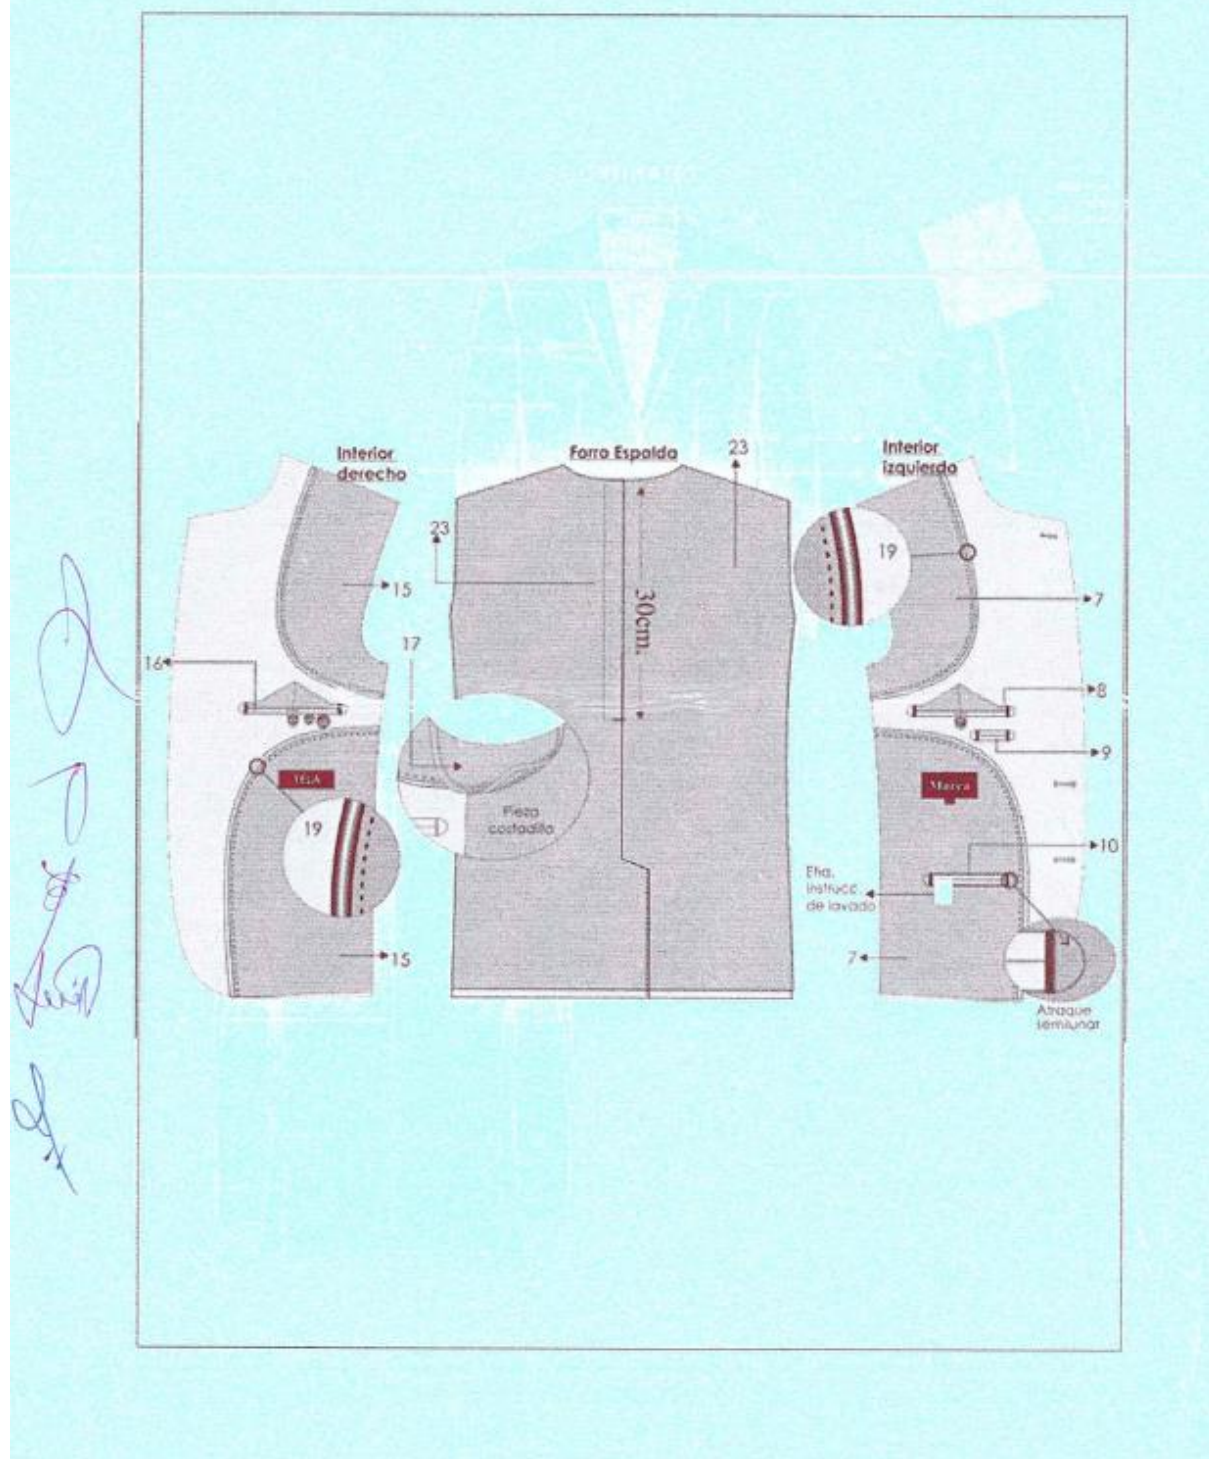 Interior
derecho
Forro Espalda
23
Interior
izquierdo
23
19
15
30cm.
7
17
16
8
9
TELA
Marca
Pieza
costadillo
19
10
Etia.
instrucc.
de lavado
15
7
Atraque
semilunar